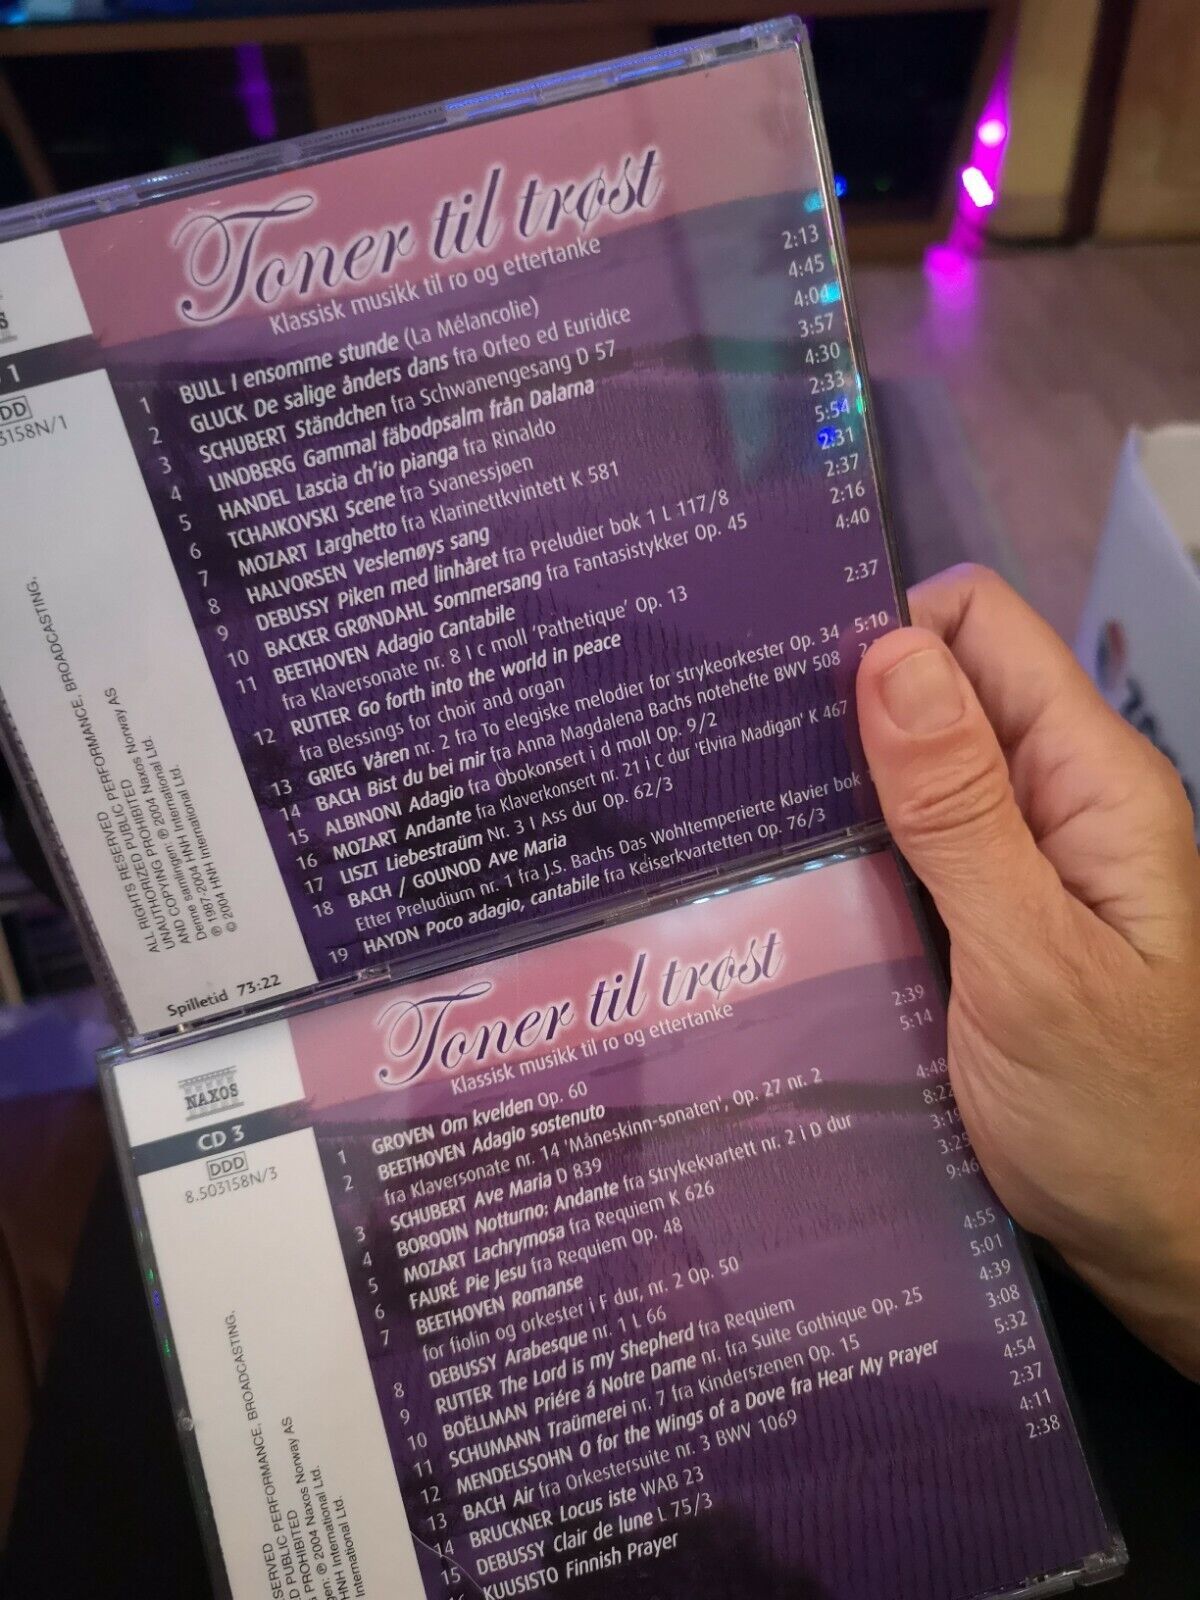 Toner til trøst
Klassisk musikk til ro og ettertanke
1 BULL I ensomme stunde (La Mélancolie) 2:13
2 GLUCK De salige ånders dans fra Orfeo ed Euridice 4:45
3 SCHUBERT Ständchen fra Schwanengesang D 57 4:04
4 LINDBERG Gammal fäbodpsalm från Dalarna 3:57
5 HANDEL Lascia ch'io pianga fra Rinaldo 4:30
6 TCHAIKOVSKI Scene fra Svanessjøen 2:33
7 MOZART Larghetto fra Klarinettkvintett K 581 5:54
8 HALVORSEN Veslemøys sang 2:31
9 DEBUSSY Piken med linhåret fra Preludier bok 1 L 117/8 2:37
10 BACKER GRØNDAHL Sommersang fra Fantasistykker Op. 45 2:16
11 BEETHOVEN Adagio Cantabile 4:40
fra Klaversonate nr. 8 I c moll 'Pathetique' Op. 13
12 RUTTER Go forth into the world in peace 2:37
fra Blessings for choir and organ
13 GRIEG Våren nr. 2 fra To elegiske melodier for strykeorkester Op. 34 5:10
14 BACH Bist du bei mir fra Anna Magdalena Bachs notehefte BWV 508
15 ALBINONI Adagio fra Obokonsert i d moll Op. 9/2
16 MOZART Andante fra Klaverkonsert nr. 21 i C dur 'Elvira Madigan' K 467
17 LISZT Liebestraüm Nr. 3 I Ass dur Op. 62/3
18 BACH / GOUNOD Ave Maria
Etter Preludium nr. 1 fra J.S. Bachs Das Wohltemperierte Klavier bok
19 HAYDN Poco adagio, cantabile fra Keiserkvartetten Op. 76/3
1
DDD
3158N/1
ALL RIGHTS RESERVED
UNAUTHORIZED PUBLIC PERFORMANCE, BROADCASTING,
AND COPYING PROHIBITED
Denne samlingen: ℗ 2004 Naxos Norway AS
℗ 1987-2004 HNH International Ltd.
© 2004 HNH International Ltd.
Spilletid 73:22
NAXOS
CD 3
DDD
8.503158N/3
Toner til trøst
Klassisk musikk til ro og ettertanke
1 GROVEN Om kvelden Op. 60 2:39
2 BEETHOVEN Adagio sostenuto 5:14
fra Klaversonate nr. 14 'Måneskinn-sonaten', Op. 27 nr. 2
3 SCHUBERT Ave Maria D 839 4:48
4 BORODIN Notturno: Andante fra Strykekvartett nr. 2 i D dur 8:22
5 MOZART Lachrymosa fra Requiem K 626
6 FAURÉ Pie Jesu fra Requiem Op. 48 3:25
7 BEETHOVEN Romanse 9:46
for fiolin og orkester i F dur, nr. 2 Op. 50
8 DEBUSSY Arabesque nr. 1 L 66 4:55
9 RUTTER The Lord is my Shepherd fra Requiem 5:01
10 BOËLLMAN Priére á Notre Dame nr. fra Suite Gothique Op. 25 4:39
11 SCHUMANN Traümerei nr. 7 fra Kinderszenen Op. 15 3:08
12 MENDELSSOHN O for the Wings of a Dove fra Hear My Prayer 5:32
13 BACH Air fra Orkestersuite nr. 3 BWV 1069 4:54
14 BRUCKNER Locus iste WAB 23 2:37
15 DEBUSSY Clair de lune L 75/3 4:11
KUUSISTO Finnish Prayer 2:38
SERVED
D PUBLIC PERFORMANCE, BROADCASTING,
PROHIBITED
gen: ℗ 2004 Naxos Norway AS
HNH International Ltd.
International Ltd.